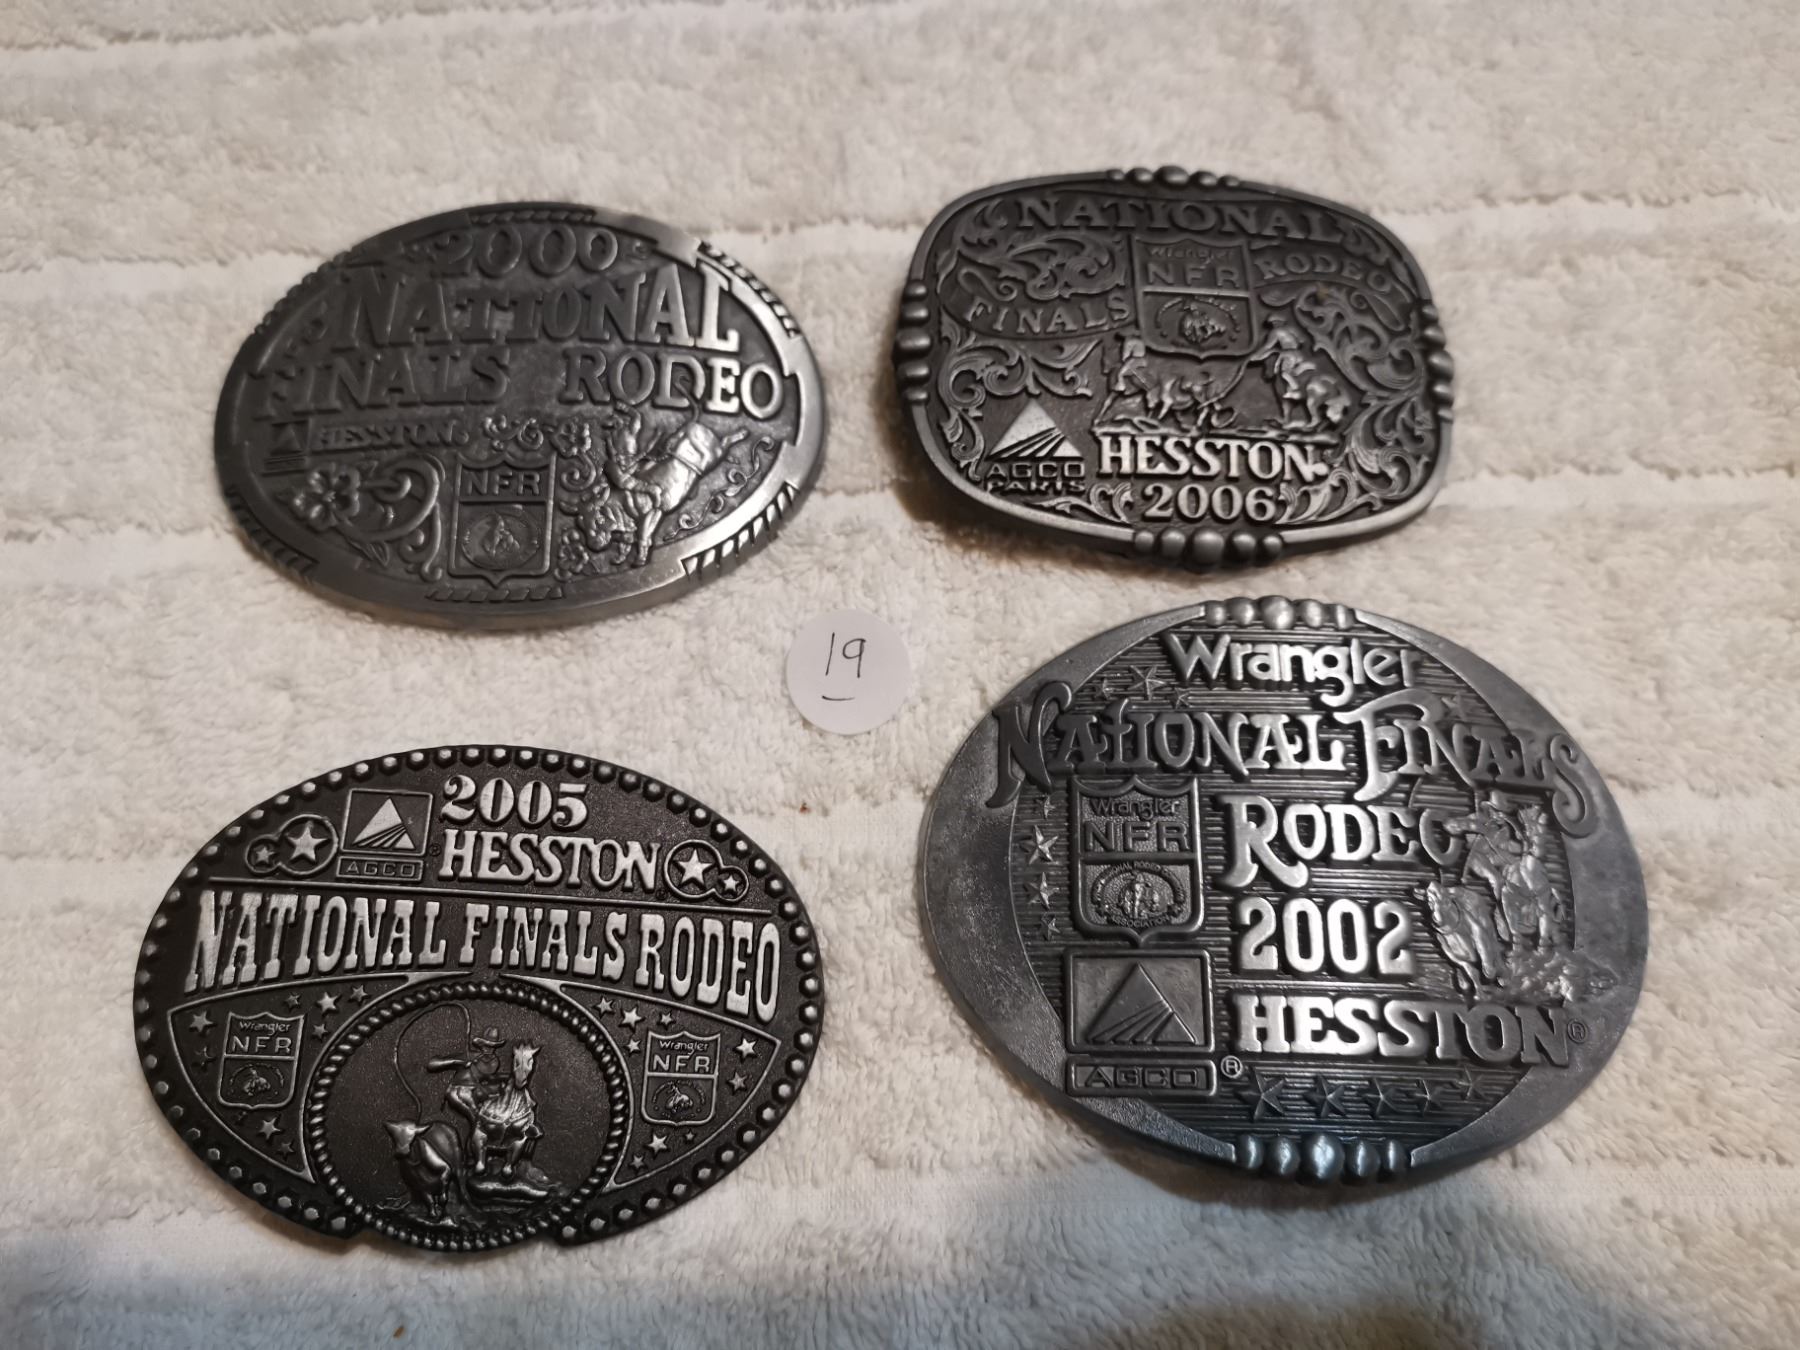 2000
NATIONAL
FINALS RODEO
HESSTON
NFR
NATIONAL
FINALS
RODEO
Wrangler
NFR
AGCO
PARTS
HESSTON
2006
19
2005
HESSTON
AGCO
NATIONAL FINALS RODEO
Wrangler
NFR
Wrangler
NFR
Wrangler
NATIONAL FINALS
RODEO
2002
HESSTON®
Wrangler
NFR
AGCO®